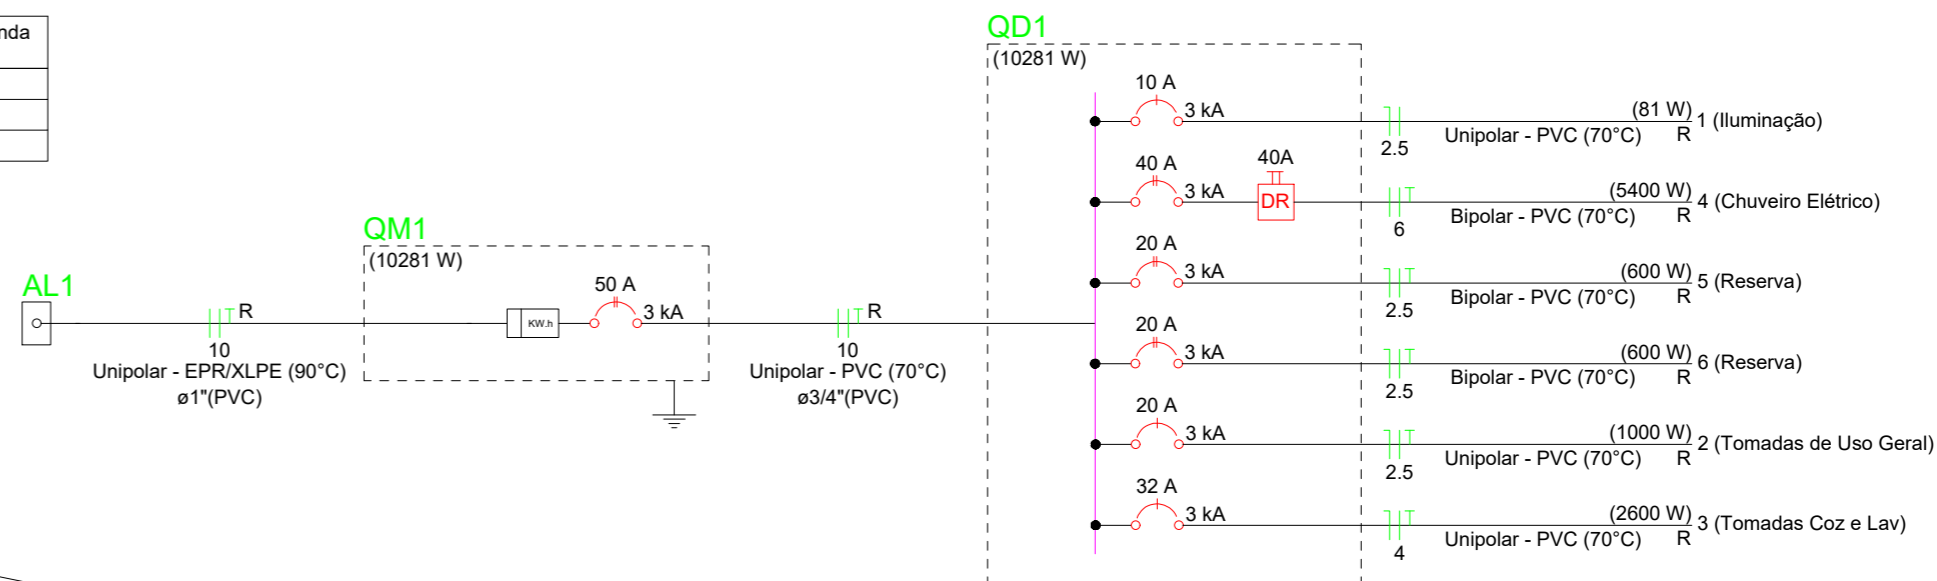 nda
AL1
R
10
Unipolar - EPR/XLPE (90°C)
ø1"(PVC)
QM1
(10281 W)
KW.h
50 A
3 kA
R
10
Unipolar - PVC (70°C)
ø3/4"(PVC)
QD1
(10281 W)
10 A
3 kA
2.5
(81 W)
Unipolar - PVC (70°C) R
1 (Iluminação)
40 A
3 kA
40A
DR
6
(5400 W)
Bipolar - PVC (70°C) R
4 (Chuveiro Elétrico)
20 A
3 kA
2.5
(600 W)
Bipolar - PVC (70°C) R
5 (Reserva)
20 A
3 kA
2.5
(600 W)
Bipolar - PVC (70°C) R
6 (Reserva)
20 A
3 kA
2.5
(1000 W)
Unipolar - PVC (70°C) R
2 (Tomadas de Uso Geral)
32 A
3 kA
4
(2600 W)
Unipolar - PVC (70°C) R
3 (Tomadas Coz e Lav)